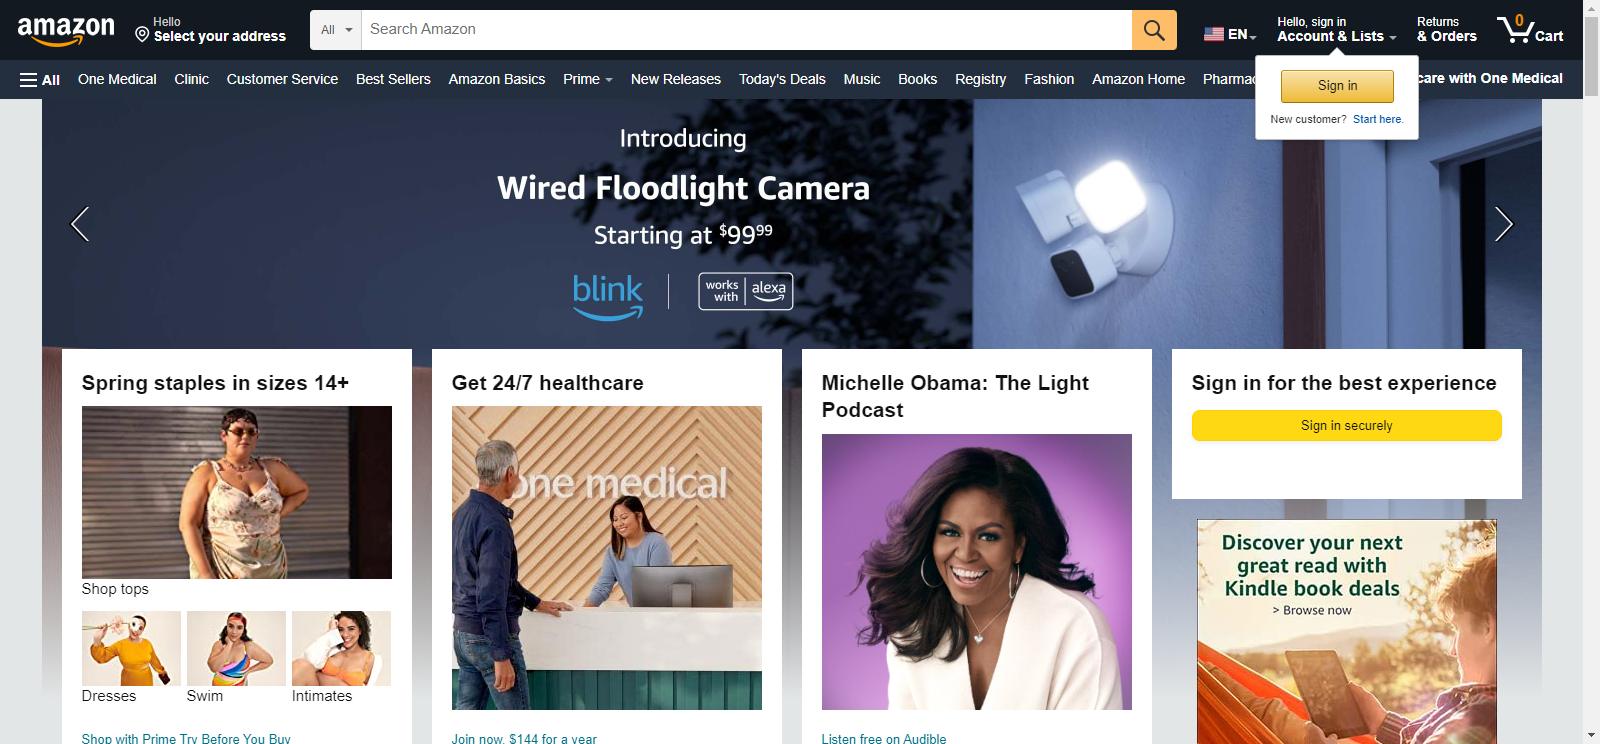 amazon
Hello
Select your address
All
Search Amazon
EN
Hello, sign in
Account & Lists
Returns
& Orders
0
Cart
All
One Medical
Clinic
Customer Service
Best Sellers
Amazon Basics
Prime
New Releases
Today's Deals
Music
Books
Registry
Fashion
Amazon Home
Pharmac
care with One Medical
Sign in
New customer? Start here.
Introducing
Wired Floodlight Camera
Starting at $99.99
blink
works with alexa
Spring staples in sizes 14+
Shop tops
Dresses
Swim
Intimates
Shop with Prime Try Before You Buy
Get 24/7 healthcare
one medical
Join now, $144 for a year
Michelle Obama: The Light
Podcast
Listen free on Audible
Sign in for the best experience
Sign in securely
Discover your next
great read with
Kindle book deals
> Browse now